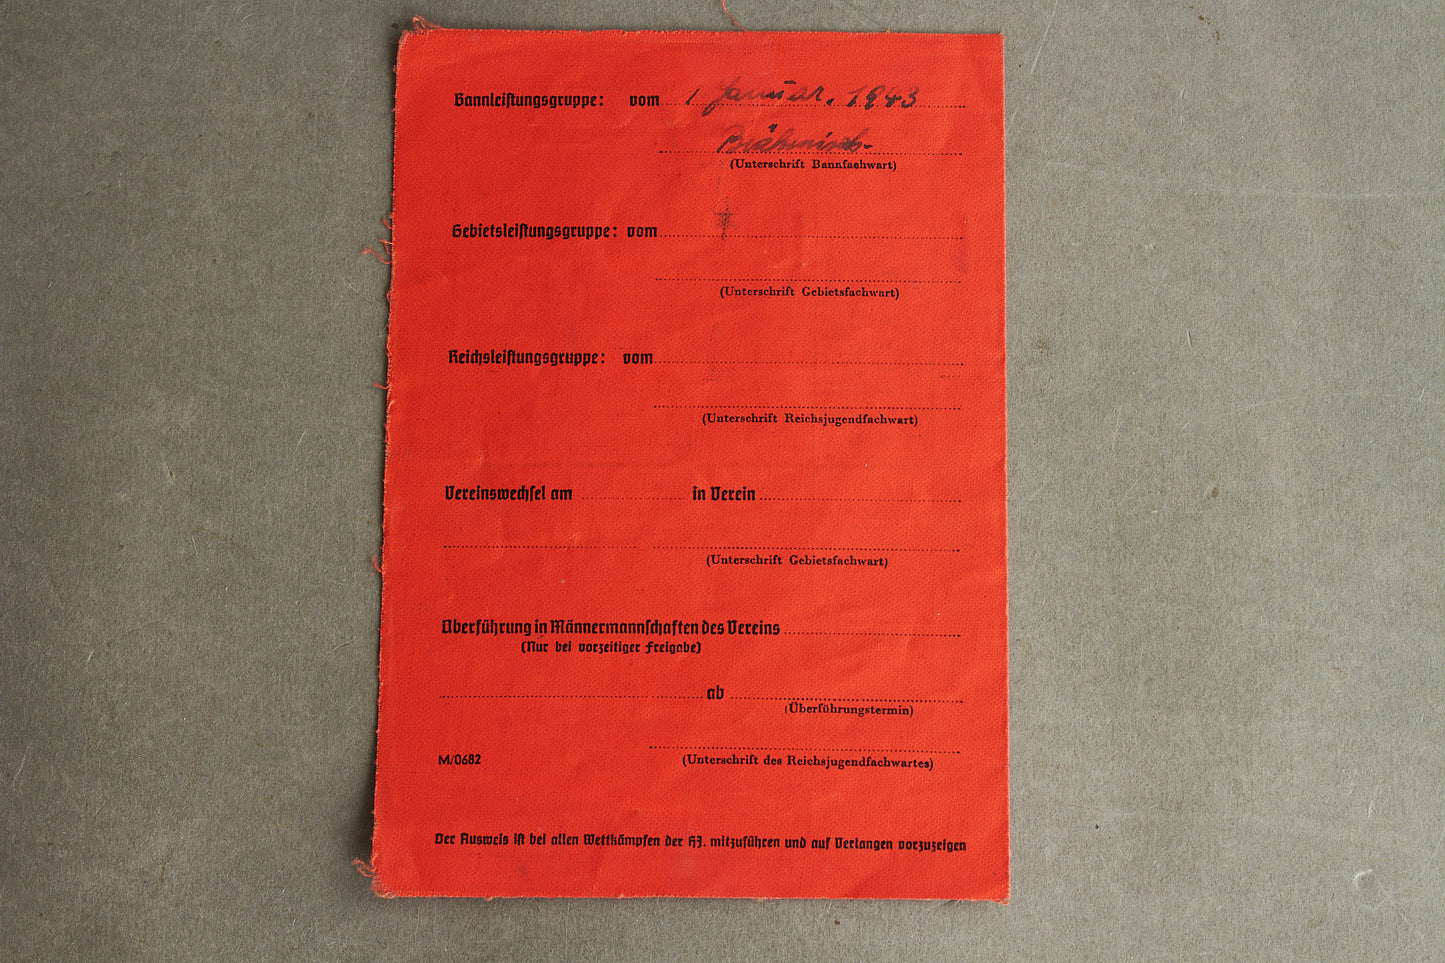 Bannleistungsgruppe: vom 1 Januar. 1943
(Unterschrift Bannfachwart)
Gebietsleistungsgruppe: vom
(Unterschrift Gebietsfachwart)
Reichsleistungsgruppe: vom
(Unterschrift Reichsjugendfachwart)
Vereinswechsel am in Verein
(Unterschrift Gebietsfachwart)
Überführung in Männermannschaften des Vereins
(Nur bei vorzeitiger Freigabe)
ab
(Überführungstermin)
M/0682 (Unterschrift des Reichsjugendfachwartes)
Der Ausweis ist bei allen Wettkämpfen der HJ. mitzuführen und auf Verlangen vorzuzeigen